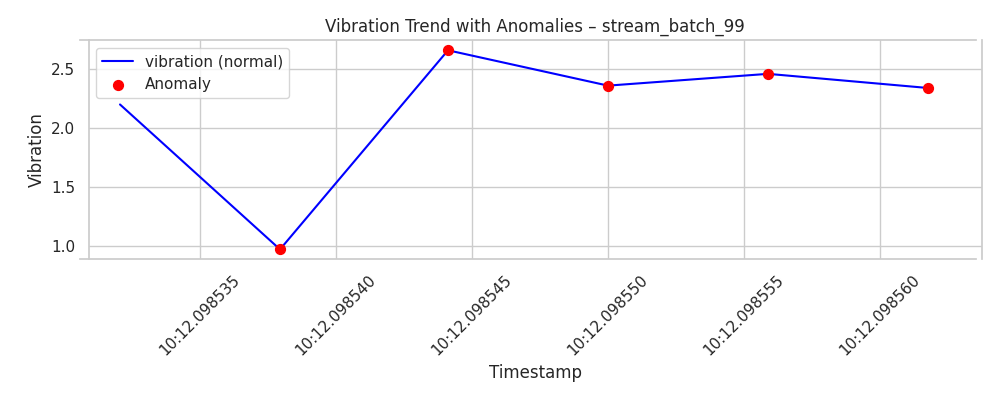 Vibration Trend with Anomalies – stream_batch_99
vibration (normal)
Anomaly
Vibration
2.5
2.0
1.5
1.0
10:12.098535
10:12.098540
10:12.098545
10:12.098550
10:12.098555
10:12.098560
Timestamp